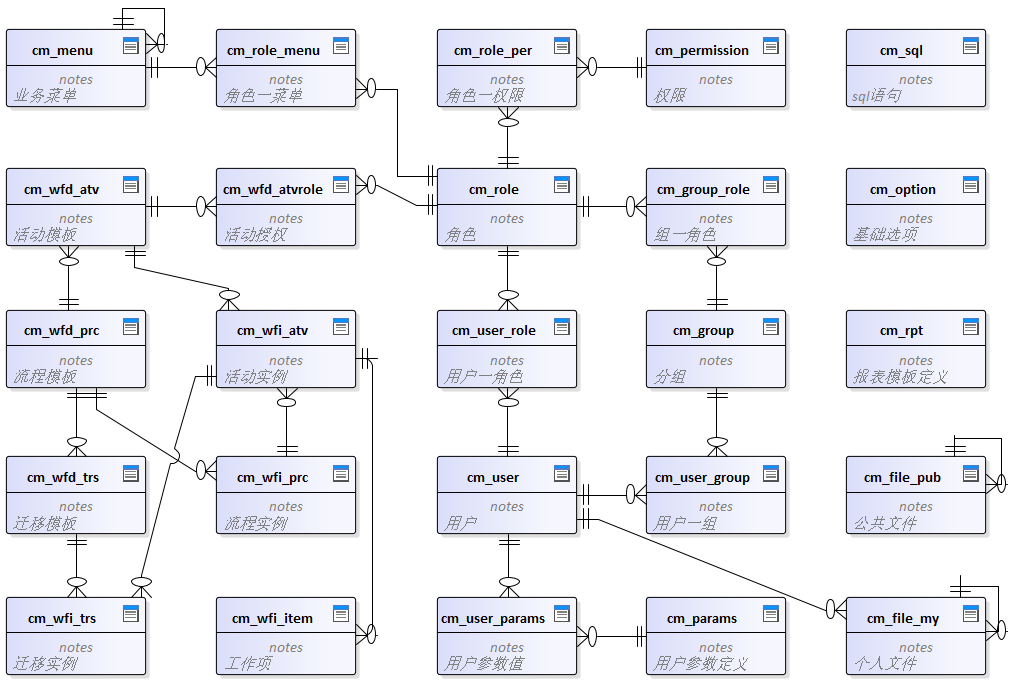 cm_menu
notes
业务菜单
cm_role_menu
notes
角色—菜单
cm_role_per
notes
角色—权限
cm_permission
notes
权限
cm_sql
notes
sql语句
cm_wfd_atv
notes
活动模板
cm_wfd_atvrole
notes
活动授权
cm_role
notes
角色
cm_group_role
notes
组—角色
cm_option
notes
基础选项
cm_wfd_prc
notes
流程模板
cm_wfi_atv
notes
活动实例
cm_user_role
notes
用户—角色
cm_group
notes
分组
cm_rpt
notes
报表模板定义
cm_wfd_trs
notes
迁移模板
cm_wfi_prc
notes
流程实例
cm_user
notes
用户
cm_user_group
notes
用户—组
cm_file_pub
notes
公共文件
cm_wfi_trs
notes
迁移实例
cm_wfi_item
notes
工作项
cm_user_params
notes
用户参数值
cm_params
notes
用户参数定义
cm_file_my
notes
个人文件